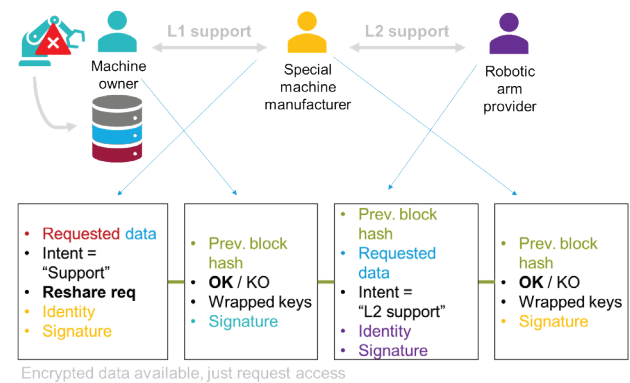 L1 support
L2 support
Machine
owner
Special
machine
manufacturer
Robotic
arm
provider
• Requested data
• Intent =
“Support”
• Reshare req
• Identity
• Signature
• Prev. block
hash
• OK / KO
• Wrapped keys
• Signature
• Prev. block
hash
• Requested
data
• Intent =
“L2 support”
• Identity
• Signature
• Prev. block
hash
• OK / KO
• Wrapped keys
• Signature
Encrypted data available, just request access